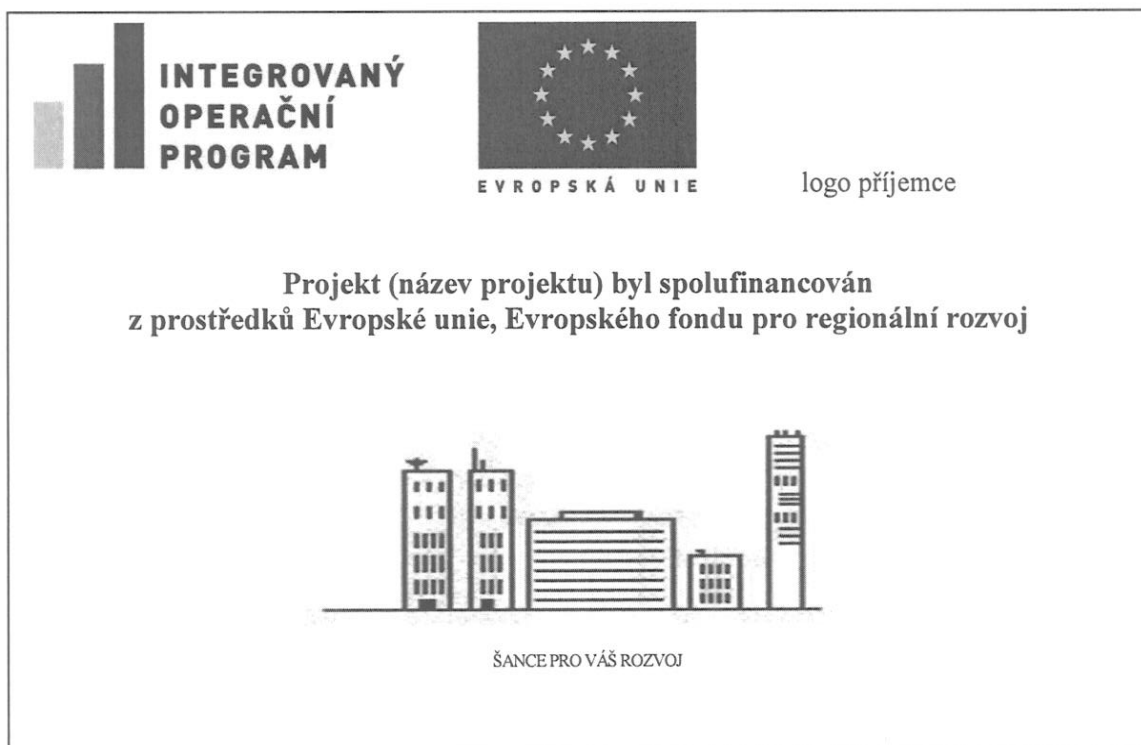 INTEGROVANÝ
OPERAČNÍ
PROGRAM
EVROPSKÁ UNIE
logo příjemce
Projekt (název projektu) byl spolufinancován
z prostředků Evropské unie, Evropského fondu pro regionální rozvoj
ŠANCE PRO VÁŠ ROZVOJ